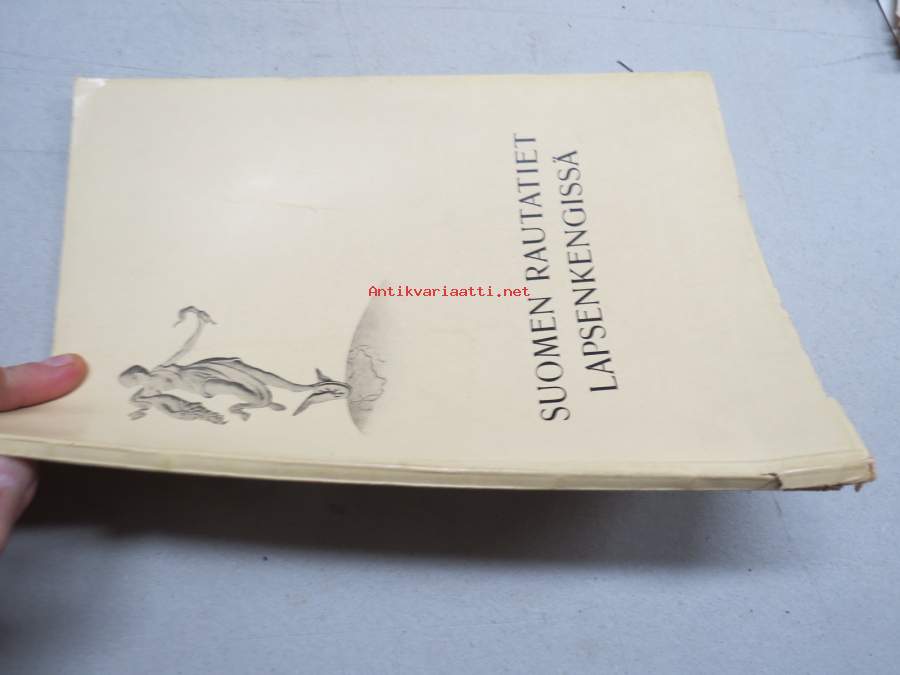 SUOMEN RAUTATIET
LAPSENKENGISSÄ
Antikvariaatti.net